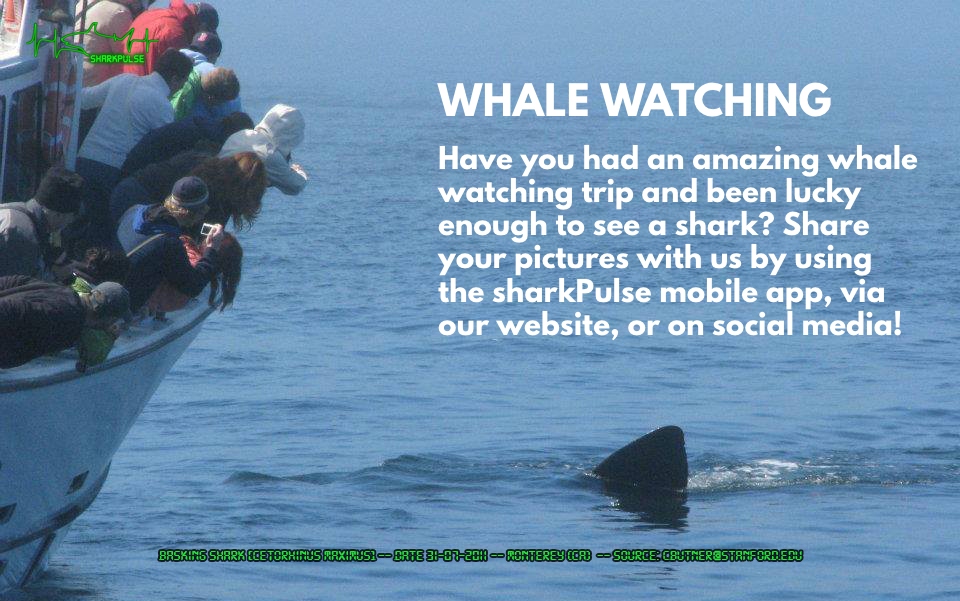 SHARKPULSE
WHALE WATCHING
Have you had an amazing whale
watching trip and been lucky
enough to see a shark? Share
your pictures with us by using
the sharkPulse mobile app, via
our website, or on social media!
BASKING SHARK (CETORHINUS MAXIMUS) -- DATE 31-07-2011 -- MONTEREY (CA) -- SOURCE: CBUTNER@STANFORD.EDU